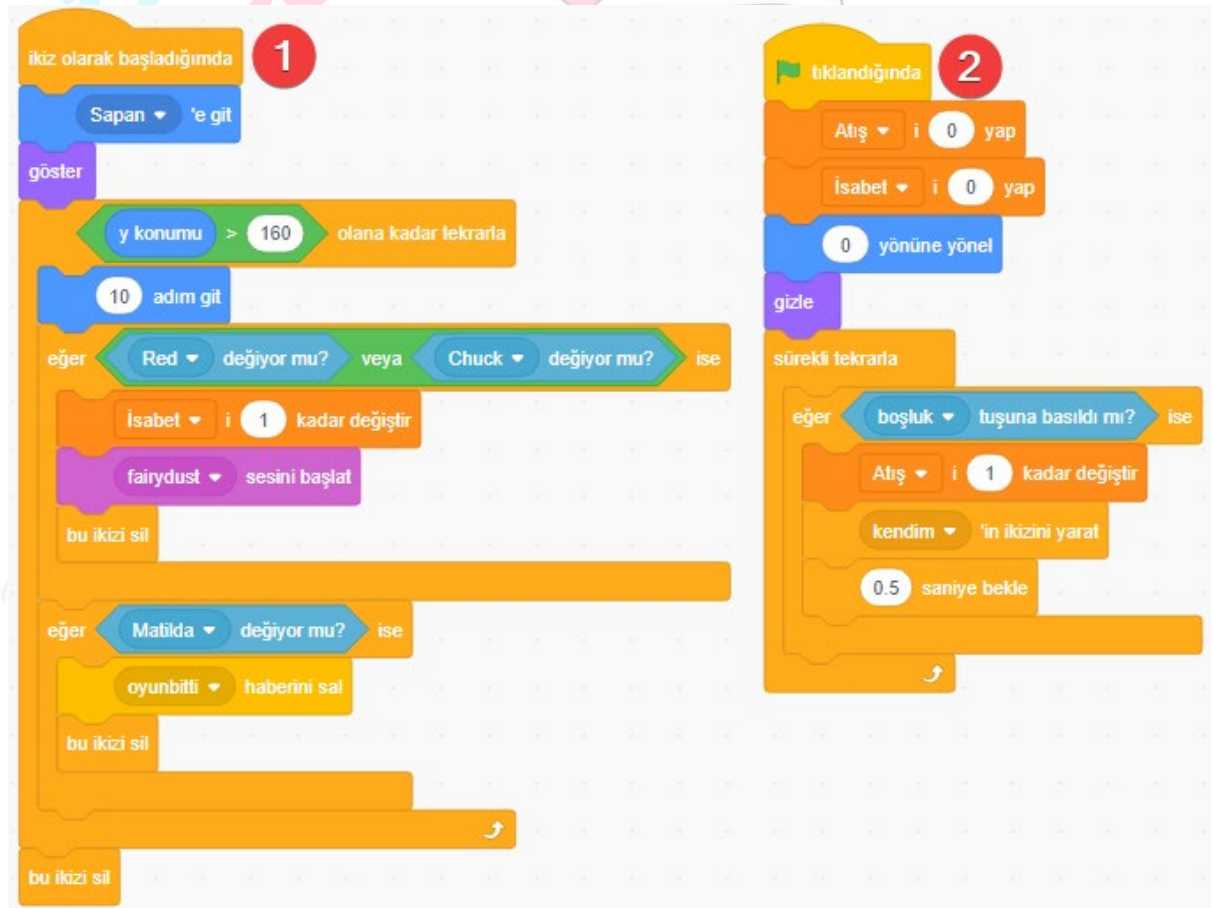 ikiz olarak başladığımda 1
Sapan 'e git
göster
y konumu > 160 olana kadar tekrarla
10 adım git
eğer Red değiyor mu? veya Chuck değiyor mu? ise
İsabet i 1 kadar değiştir
fairydust sesini başlat
bu ikizi sil
eğer Matilda değiyor mu? ise
oyunbitti haberini sal
bu ikizi sil
bu ikizi sil
tıklandığında 2
Atış i 0 yap
İsabet i 0 yap
0 yönüne yönel
gizle
sürekli tekrarla
eğer boşluk tuşuna basıldı mı? ise
Atış i 1 kadar değiştir
kendim 'in ikizini yarat
0.5 saniye bekle